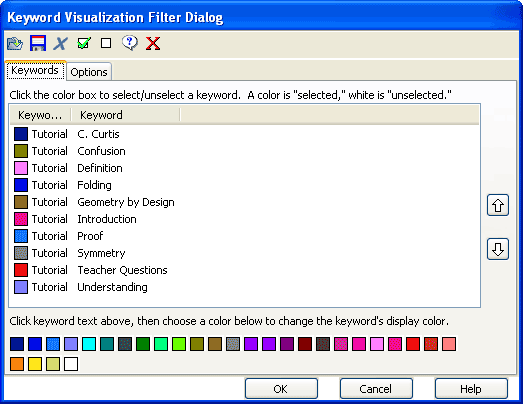 Keyword Visualization Filter Dialog
Keywords Options
Click the color box to select/unselect a keyword. A color is "selected," white is "unselected."
Keywo... Keyword
Tutorial C. Curtis
Tutorial Confusion
Tutorial Definition
Tutorial Folding
Tutorial Geometry by Design
Tutorial Introduction
Tutorial Proof
Tutorial Symmetry
Tutorial Teacher Questions
Tutorial Understanding
Click keyword text above, then choose a color below to change the keyword's display color.
OK Cancel Help